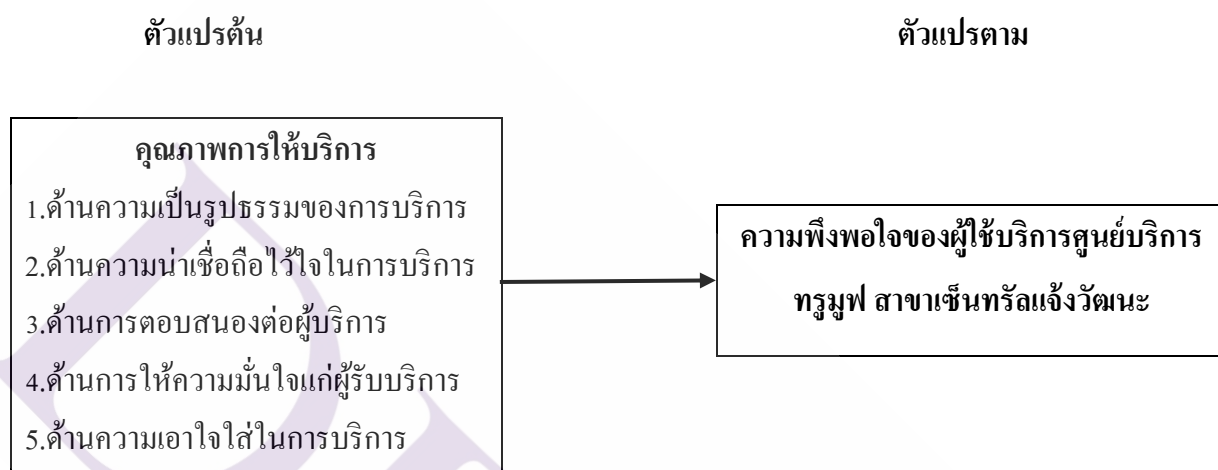 ตัวแปรต้น
ตัวแปรตาม
คุณภาพการให้บริการ
1.ด้านความเป็นรูปธรรมของการบริการ
2.ด้านความน่าเชื่อถือไว้ใจในการบริการ
3.ด้านการตอบสนองต่อผู้บริการ
4.ด้านการให้ความมั่นใจแก่ผู้รับบริการ
5.ด้านความเอาใจใส่ในการบริการ
ความพึงพอใจของผู้ใช้บริการศูนย์บริการ
ทรูมูฟ สาขาเซ็นทรัลแจ้งวัฒนะ